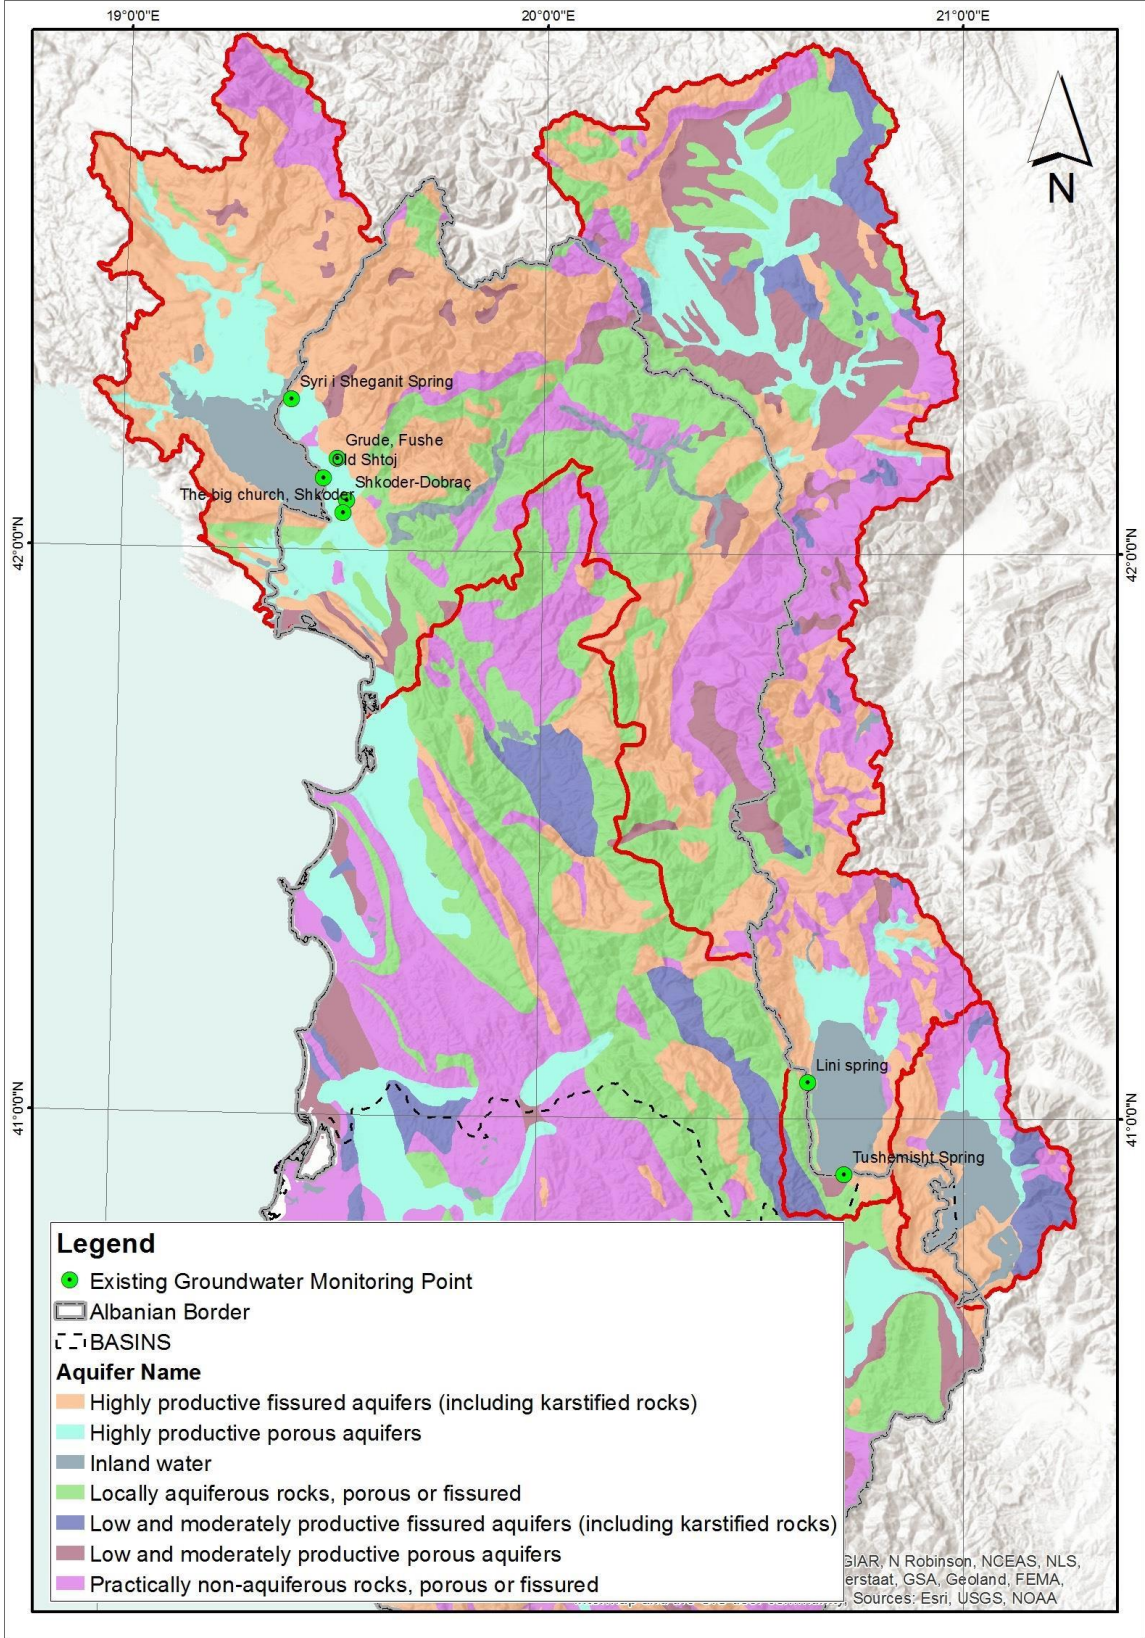 19°0'0"E 20°0'0"E 21°0'0"E
N
Syri i Sheganit Spring
Grude, Fushe
Old Shtoj
Shkoder-Dobraç
The big church, Shkoder
42°0'0"N 42°0'0"N
Lini spring
41°0'0"N 41°0'0"N
Tushemisht Spring
Legend
Existing Groundwater Monitoring Point
Albanian Border
BASINS
Aquifer Name
Highly productive fissured aquifers (including karstified rocks)
Highly productive porous aquifers
Inland water
Locally aquiferous rocks, porous or fissured
Low and moderately productive fissured aquifers (including karstified rocks)
Low and moderately productive porous aquifers
Practically non-aquiferous rocks, porous or fissured
GIAR, N Robinson, NCEAS, NLS,
erstaat, GSA, Geoland, FEMA,
Sources: Esri, USGS, NOAA